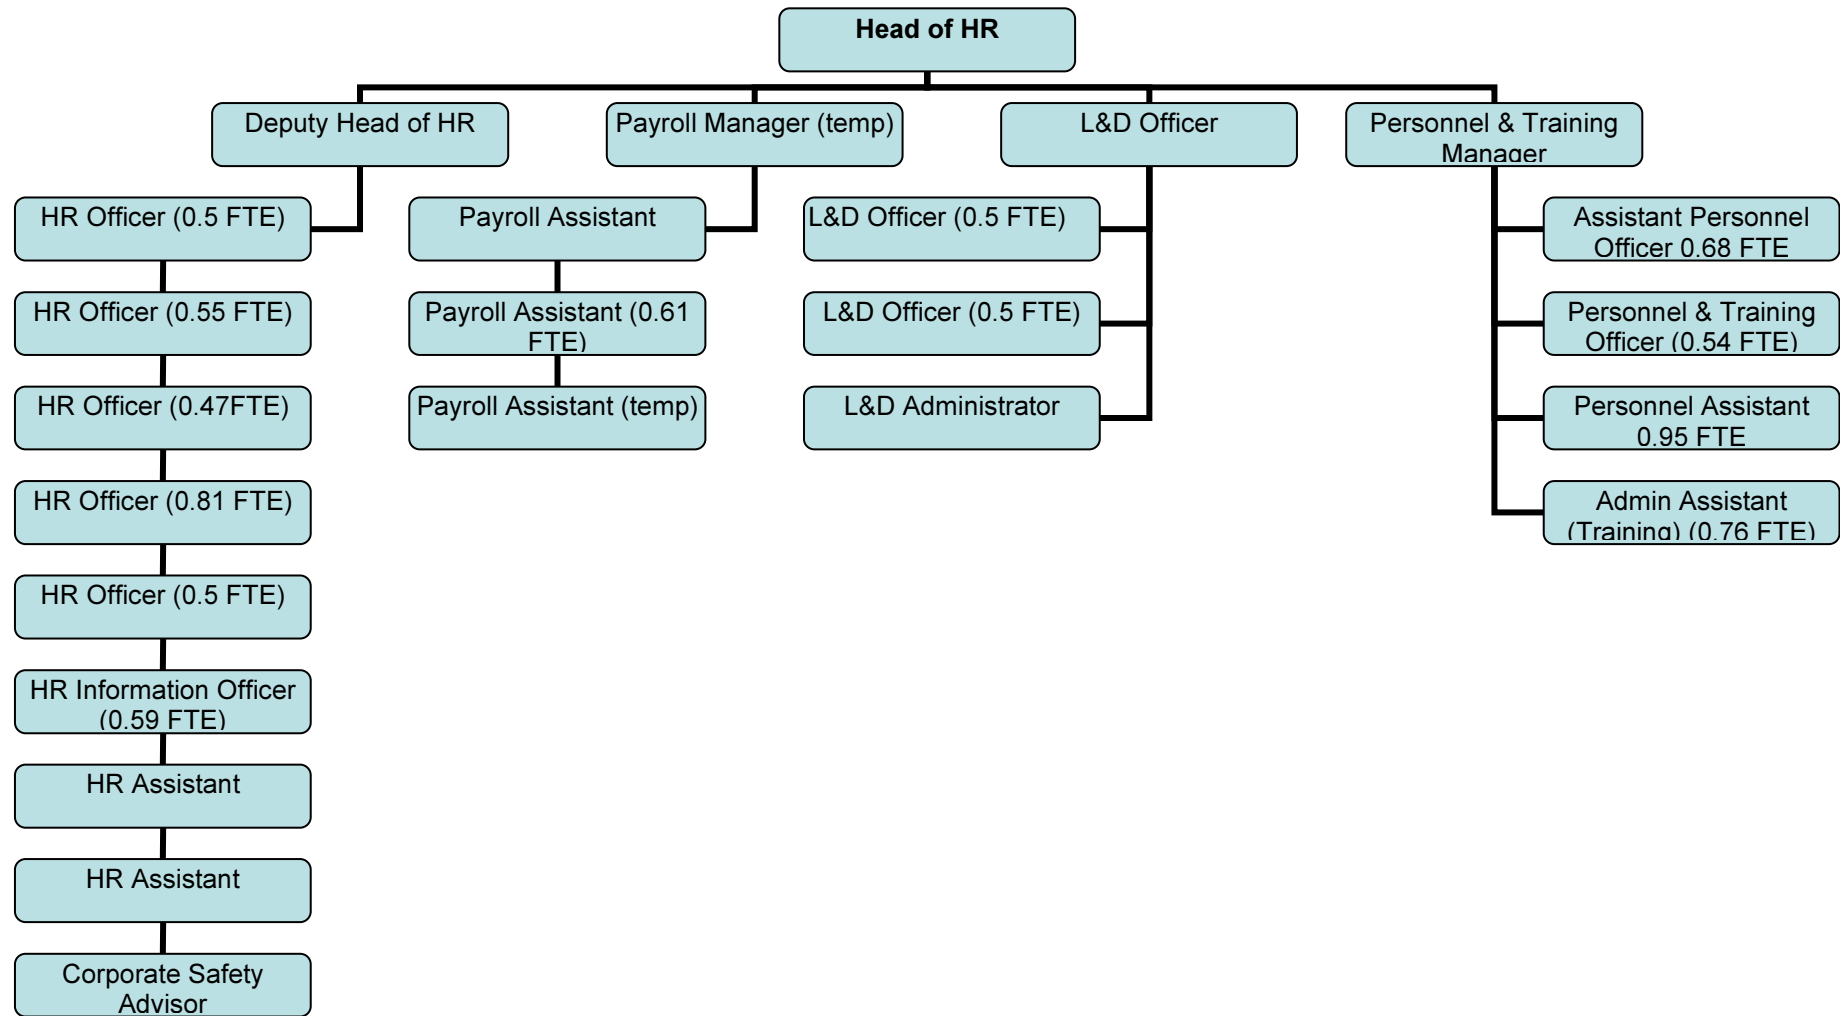 Head of HR
Deputy Head of HR
Payroll Manager (temp)
L&D Officer
Personnel & Training
Manager
HR Officer (0.5 FTE)
Payroll Assistant
L&D Officer (0.5 FTE)
Assistant Personnel
Officer 0.68 FTE
HR Officer (0.55 FTE)
Payroll Assistant (0.61
FTE)
L&D Officer (0.5 FTE)
Personnel & Training
Officer (0.54 FTE)
HR Officer (0.47FTE)
Payroll Assistant (temp)
L&D Administrator
Personnel Assistant
0.95 FTE
HR Officer (0.81 FTE)
Admin Assistant
(Training) (0.76 FTE)
HR Officer (0.5 FTE)
HR Information Officer
(0.59 FTE)
HR Assistant
HR Assistant
Corporate Safety
Advisor